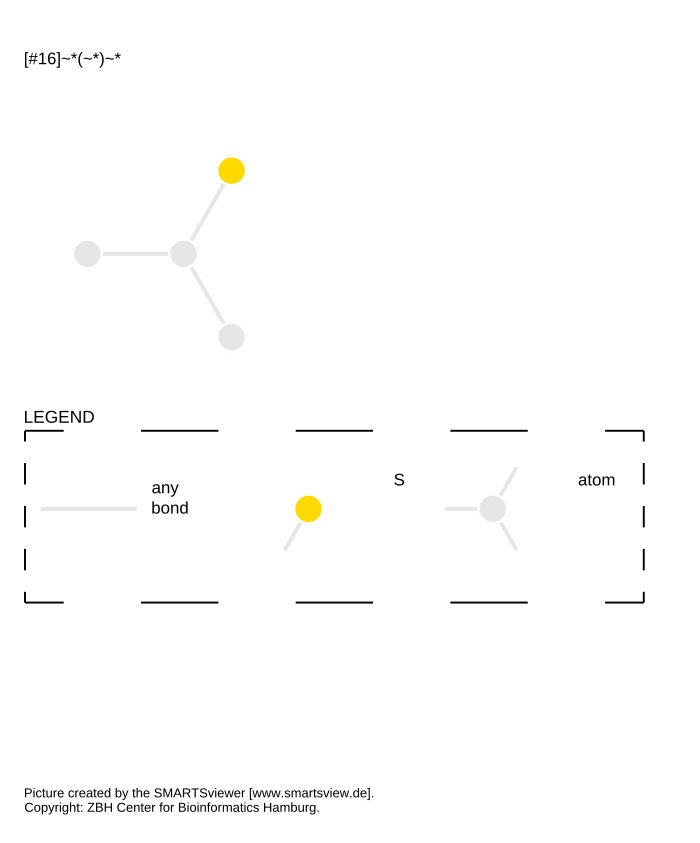 [#16]~*(~*)~*
LEGEND
any
bond
S
atom
Picture created by the SMARTSviewer [www.smartsview.de].
Copyright: ZBH Center for Bioinformatics Hamburg.